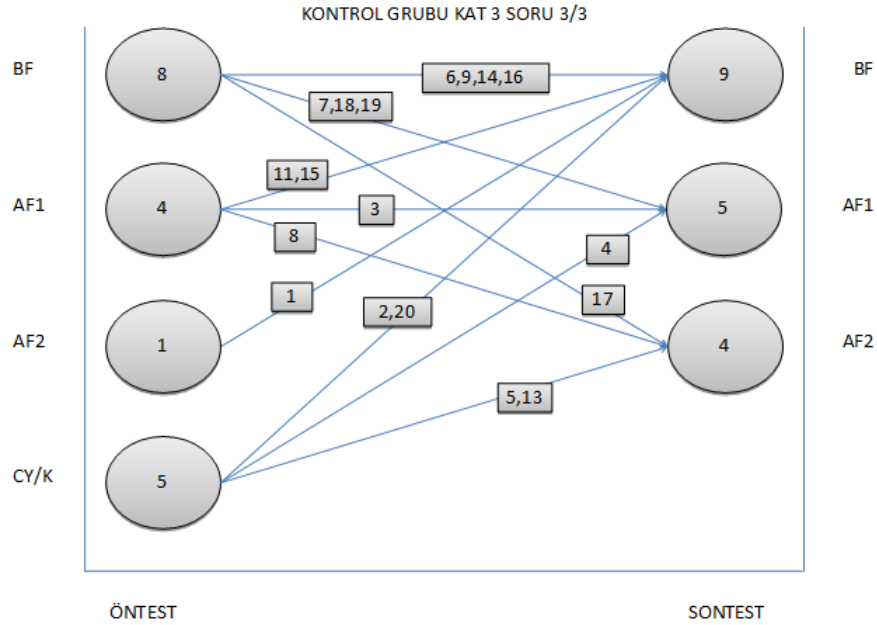 KONTROL GRUBU KAT 3 SORU 3/3
BF 8 6,9,14,16 9 BF
7,18,19
11,15
AF1 4 3 5 AF1
8
4
1
17
2,20
AF2 1 4 AF2
5,13
CY/K 5
ÖNTEST SONTEST